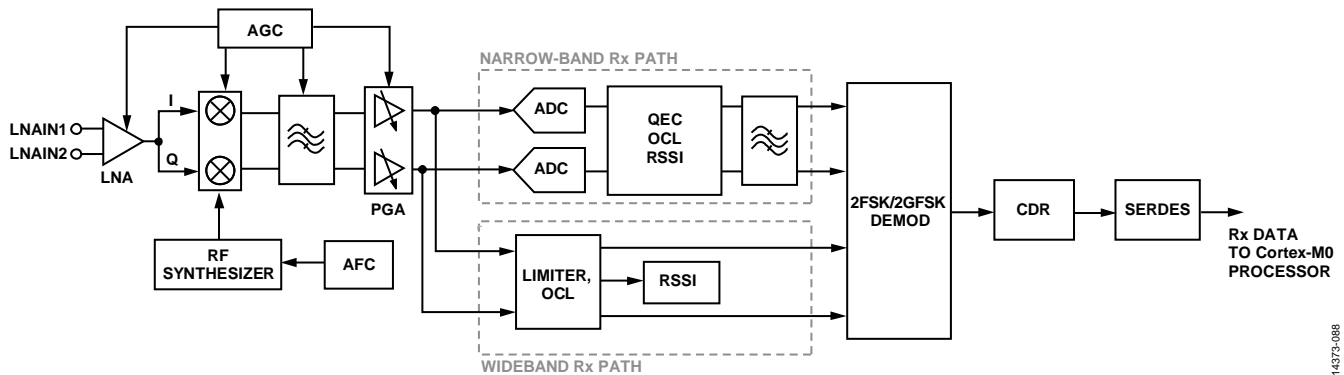 AGC
NARROW-BAND Rx PATH
I
Q
LNAIN1
LNAIN2
LNA
PGA
ADC
ADC
QEC
OCL
RSSI
2FSK/2GFSK
DEMOD
CDR
SERDES
Rx DATA
TO Cortex-M0
PROCESSOR
RF
SYNTHESIZER
AFC
LIMITER,
OCL
RSSI
WIDEBAND Rx PATH
14373-088